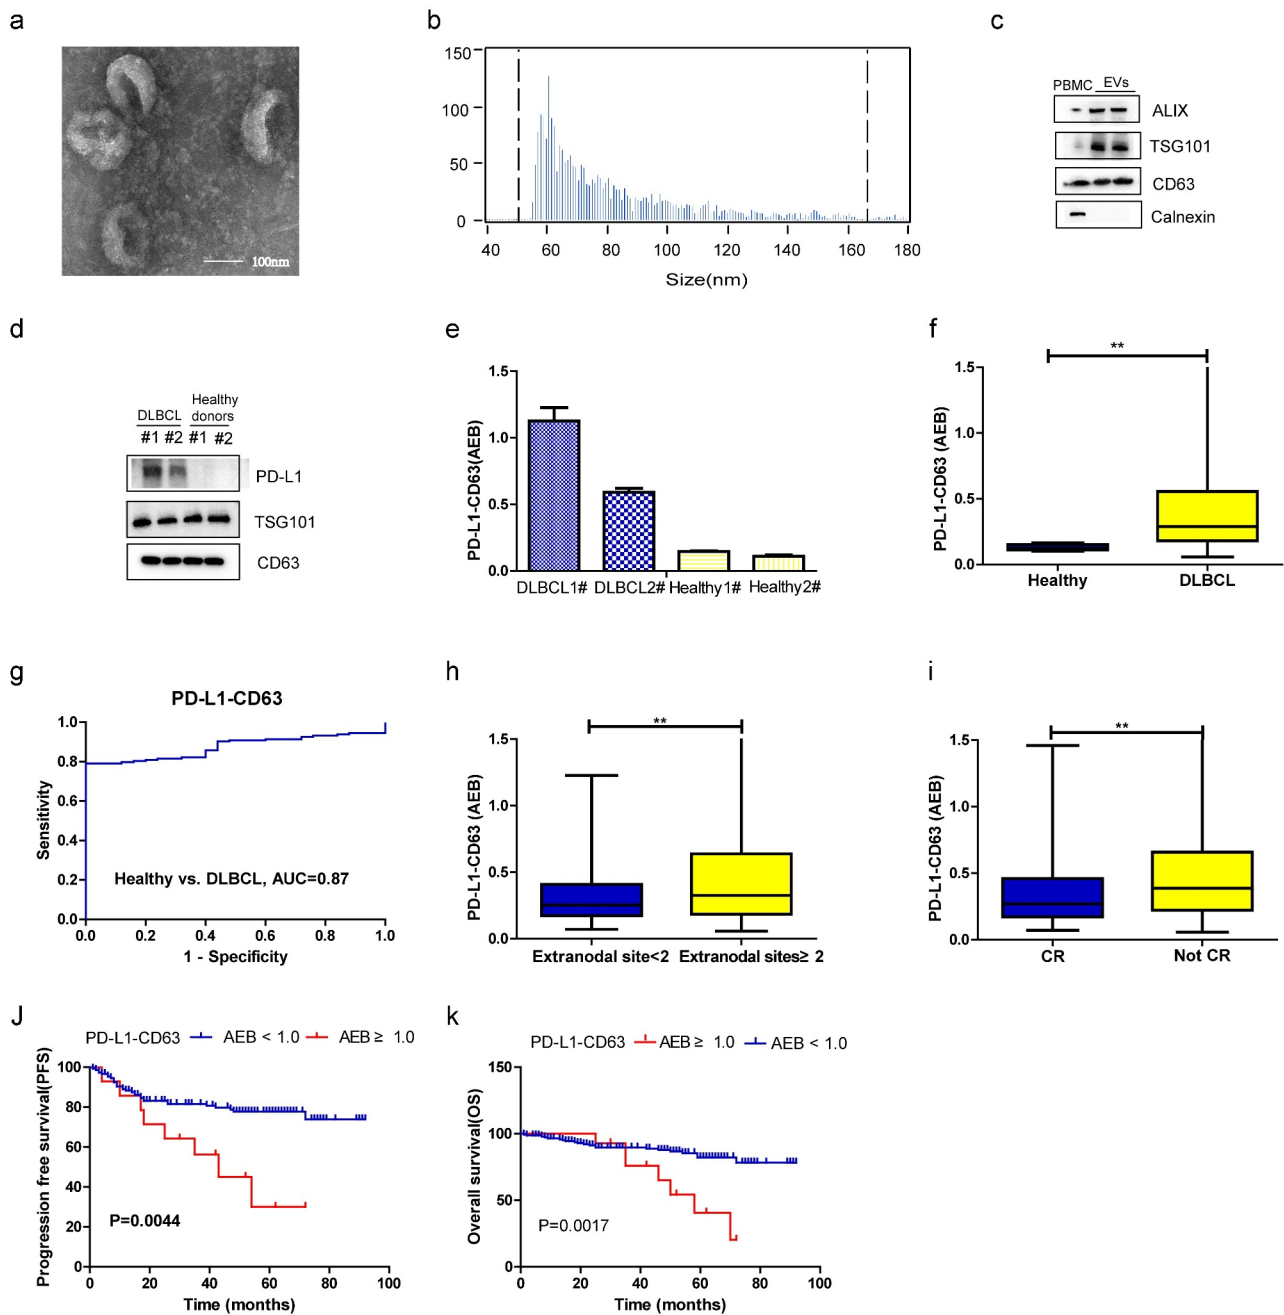 a
100nm
b
150
100
50
0
40 60 80 100 120 140 160 180
Size(nm)
c
PBMC EVs
ALIX
TSG101
CD63
Calnexin
d
Healthy
DLBCL donors
#1 #2 #1 #2
PD-L1
TSG101
CD63
e
PD-L1-CD63(AEB)
1.5
1.0
0.5
0.0
DLBCL1# DLBCL2# Healthy1# Healthy2#
f
**
PD-L1-CD63 (AEB)
1.5
1.0
0.5
0.0
Healthy DLBCL
g
PD-L1-CD63
Sensitivity
1.0
0.8
0.6
0.4
0.2
0.0
Healthy vs. DLBCL, AUC=0.87
0.0 0.2 0.4 0.6 0.8 1.0
1 - Specificity
h
**
PD-L1-CD63 (AEB)
1.5
1.0
0.5
0.0
Extranodal site<2 Extranodal sites≥ 2
i
**
PD-L1-CD63 (AEB)
1.5
1.0
0.5
0.0
CR Not CR
J
PD-L1-CD63 AEB < 1.0 AEB ≥ 1.0
Progression free survival(PFS)
100
80
60
40
20
0
P=0.0044
0 20 40 60 80 100
Time (months)
k
PD-L1-CD63 AEB ≥ 1.0 AEB < 1.0
Overall survival(OS)
150
100
50
0
P=0.0017
0 20 40 60 80 100
Time (months)